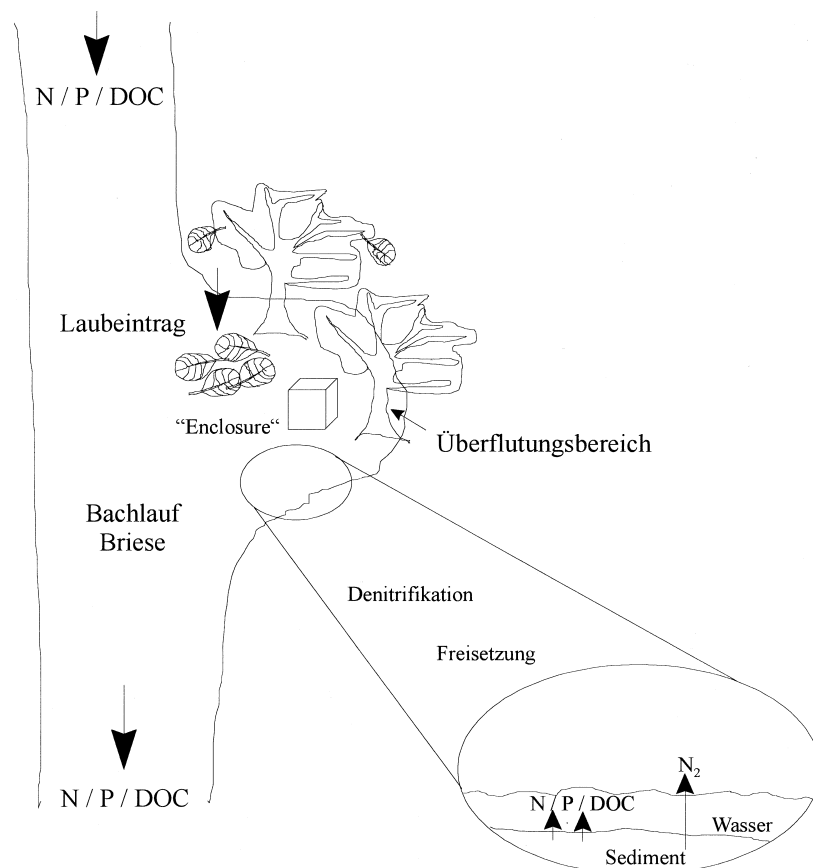 N / P / DOC
Laubeintrag
“Enclosure“
Überflutungsbereich
Bachlauf
Briese
Denitrifikation
Freisetzung
N / P / DOC
N₂
N / P / DOC
Wasser
Sediment